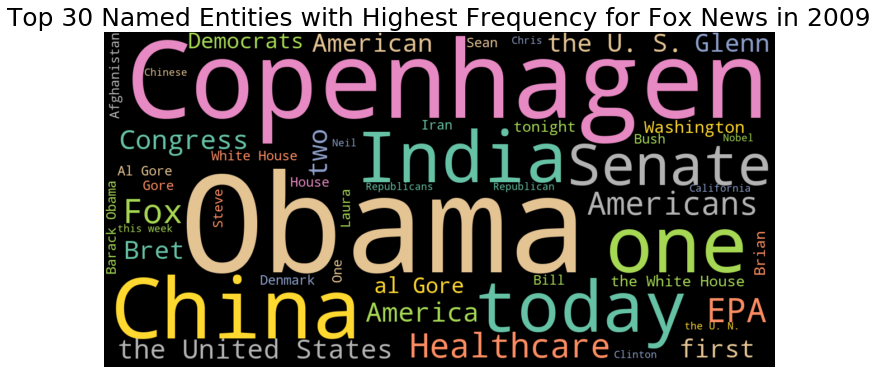 Top 30 Named Entities with Highest Frequency for Fox News in 2009
Afghanistan
Democrats
American
Sean
Chris
the U. S.
Glenn
Copenhagen
Chinese
Congress
two
Neil
Iran
tonight
Washington
Bush
Nobel
White House
India
Senate
Al Gore
Gore
House
Republicans
Republican
California
Barack Obama
Fox
Steve
Obama
Laura
Americans
this week
Bret
one
Brian
China
Denmark
One
al Gore
Bill
the White House
America
today
EPA
the U. N.
the United States
Healthcare
Clinton
first